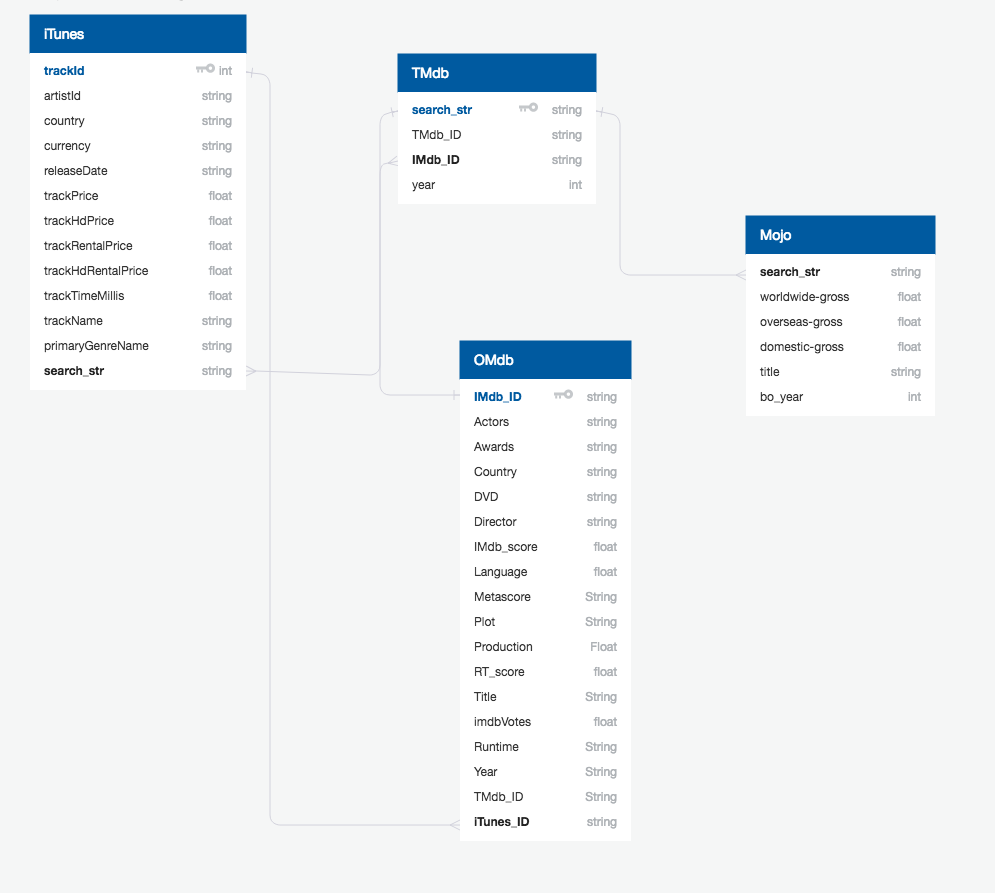 iTunes
trackId int
artistId string
country string
currency string
releaseDate string
trackPrice float
trackHdPrice float
trackRentalPrice float
trackHdRentalPrice float
trackTimeMillis float
trackName string
primaryGenreName string
search_str string
TMdb
search_str string
TMdb_ID string
IMdb_ID string
year int
Mojo
search_str string
worldwide-gross float
overseas-gross float
domestic-gross float
title string
bo_year int
OMdb
IMdb_ID string
Actors string
Awards string
Country string
DVD string
Director string
IMdb_score float
Language float
Metascore String
Plot String
Production Float
RT_score float
Title String
imdbVotes float
Runtime String
Year String
TMdb_ID String
iTunes_ID string